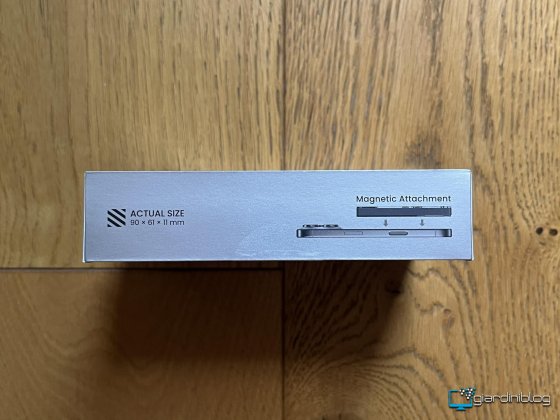 ACTUAL SIZE
90 × 61 × 11 mm
Magnetic Attachment
giardiniblog